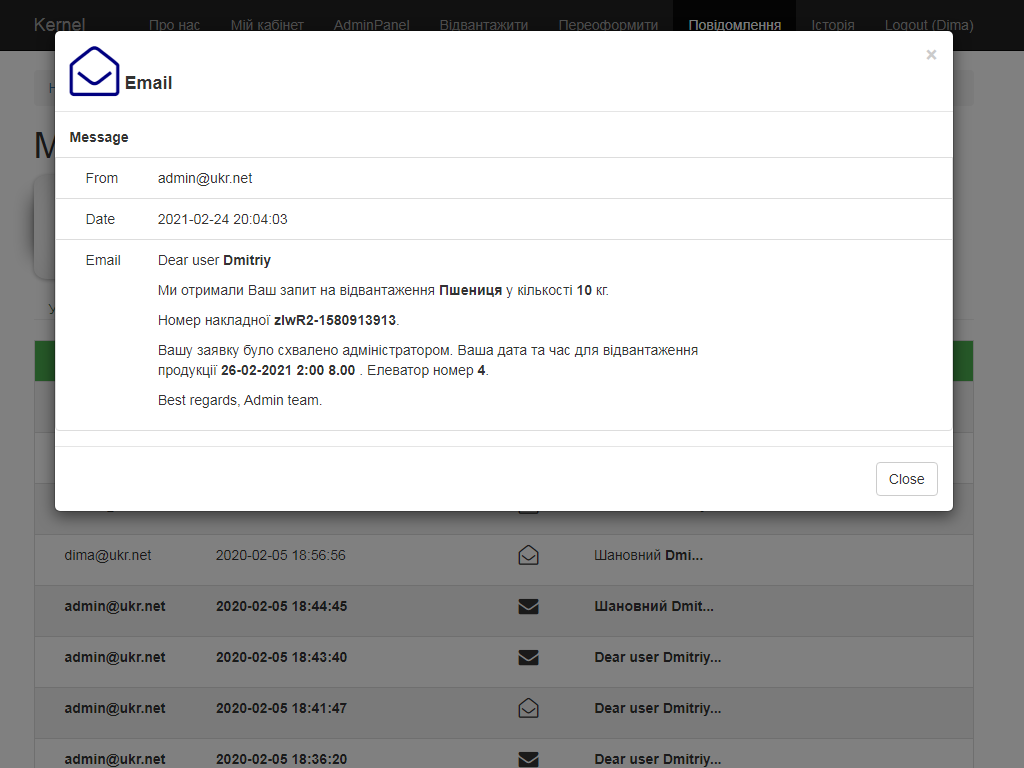 Kernel Про нас Мій кабінет AdminPanel Відвантажити Переоформити Повідомлення Історія Logout (Dima)
×
Email
Message
From admin@ukr.net
Date 2021-02-24 20:04:03
Email Dear user Dmitriy
Ми отримали Ваш запит на відвантаження Пшениця у кількості 10 кг.
Номер накладної zlwR2-1580913913.
Вашу заявку було схвалено адміністратором. Ваша дата та час для відвантаження
продукції 26-02-2021 2:00 8.00 . Елеватор номер 4.
Best regards, Admin team.
Close
dima@ukr.net 2020-02-05 18:56:56 Шановний Dmi...
admin@ukr.net 2020-02-05 18:44:45 Шановний Dmit...
admin@ukr.net 2020-02-05 18:43:40 Dear user Dmitriy...
admin@ukr.net 2020-02-05 18:41:47 Dear user Dmitriy...
admin@ukr.net 2020-02-05 18:36:20 Dear user Dmitriy...